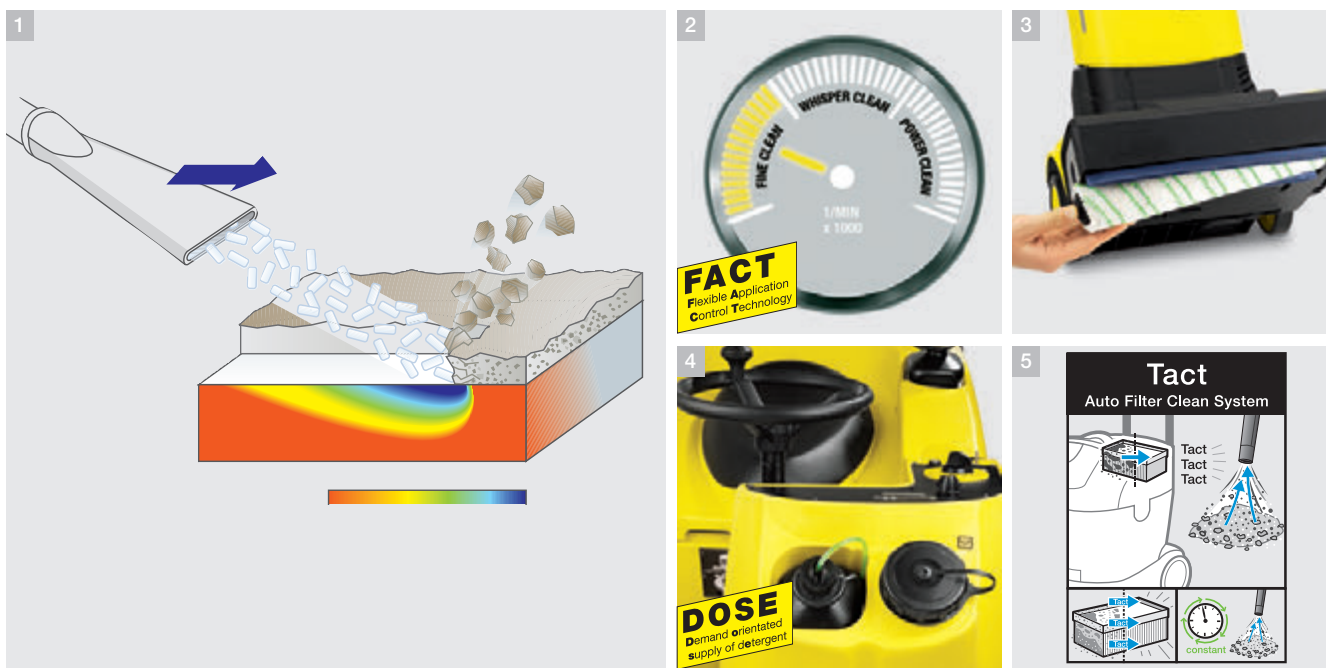 1
2
FINE CLEAN
WHISPER CLEAN
POWER CLEAN
1/MIN
x 1000
FACT
Flexible Application
Control Technology
3
4
DOSE
Demand orientated
supply of detergent
5
Tact
Auto Filter Clean System
Tact
Tact
Tact
Tact
Tact
Tact
constant